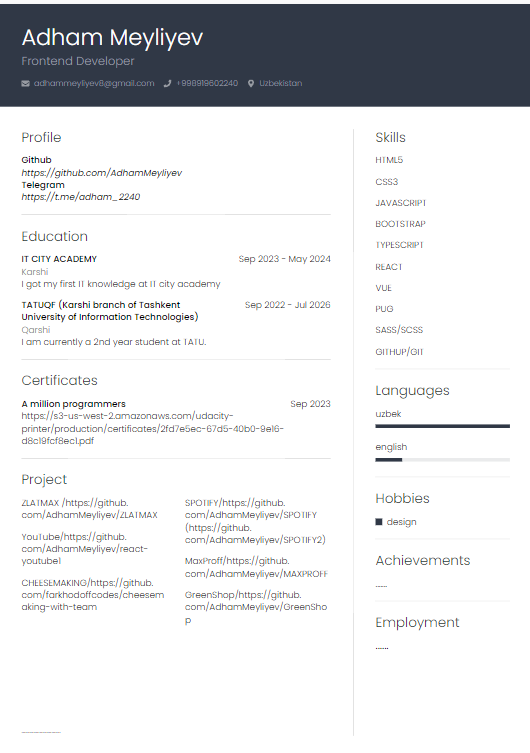 Adham Meyliyev
Frontend Developer
adhammeyliyev8@gmail.com +998919602240 Uzbekistan
Profile
Github
https://github.com/AdhamMeyliyev
Telegram
https://t.me/adham_2240
Education
IT CITY ACADEMY Sep 2023 - May 2024
Karshi
I got my first IT knowledge at IT city academy
TATUQF (Karshi branch of Tashkent Sep 2022 - Jul 2026
University of Information Technologies)
Qarshi
I am currently a 2nd year student at TATU.
Certificates
A million programmers Sep 2023
https://s3-us-west-2.amazonaws.com/udacity-
printer/production/certificates/2fd7e5ec-67d5-40b0-9e16-
d8c19fcf8ec1.pdf
Project
ZLATMAX /https://github.
com/AdhamMeyliyev/ZLATMAX
YouTube/https://github.
com/AdhamMeyliyev/react-
youtube1
CHEESEMAKING/https://github.
com/farkhodoffcodes/cheesem
aking-with-team
SPOTIFY/https://github.
com/AdhamMeyliyev/SPOTIFY
(https://github.
com/AdhamMeyliyev/SPOTIFY2)
MaxProff/https://github.
com/AdhamMeyliyev/MAXPROFF
GreenShop/https://github.
com/AdhamMeyliyev/GreenSho
p
Skills
HTML5
CSS3
JAVASCRIPT
BOOTSTRAP
TYPESCRIPT
REACT
VUE
PUG
SASS/SCSS
GITHUP/GIT
Languages
uzbek
english
Hobbies
design
Achievements
......
Employment
.......